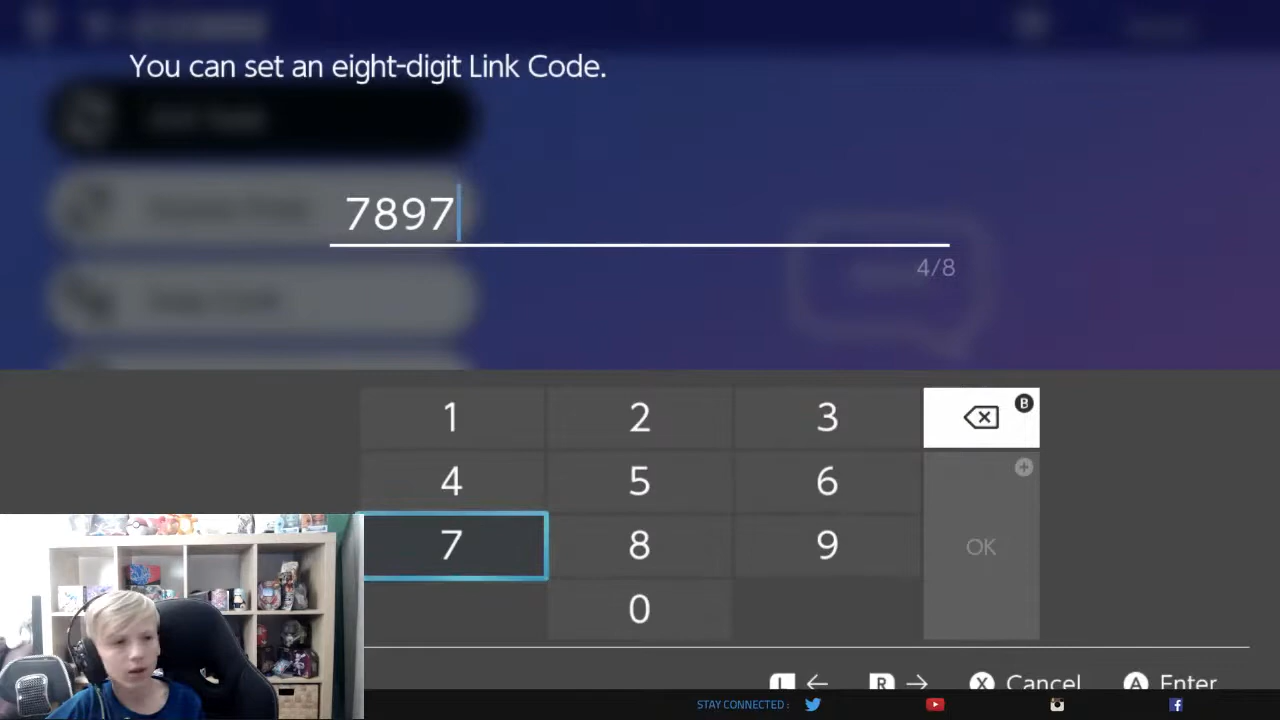 You can set an eight-digit Link Code.
7897
4/8
1 2 3 B
4 5 6 +
7 8 9 OK
0
L ← R → X Cancel A Enter
STAY CONNECTED :